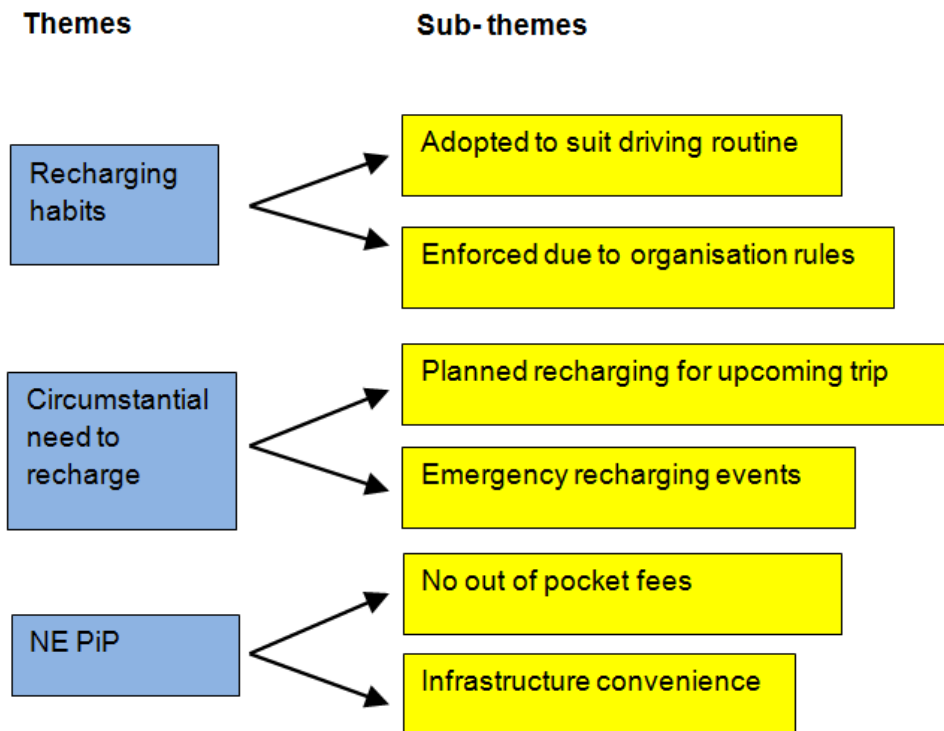 Themes
Sub- themes
Recharging
habits
Adopted to suit driving routine
Enforced due to organisation rules
Circumstantial
need to
recharge
Planned recharging for upcoming trip
Emergency recharging events
NE PiP
No out of pocket fees
Infrastructure convenience